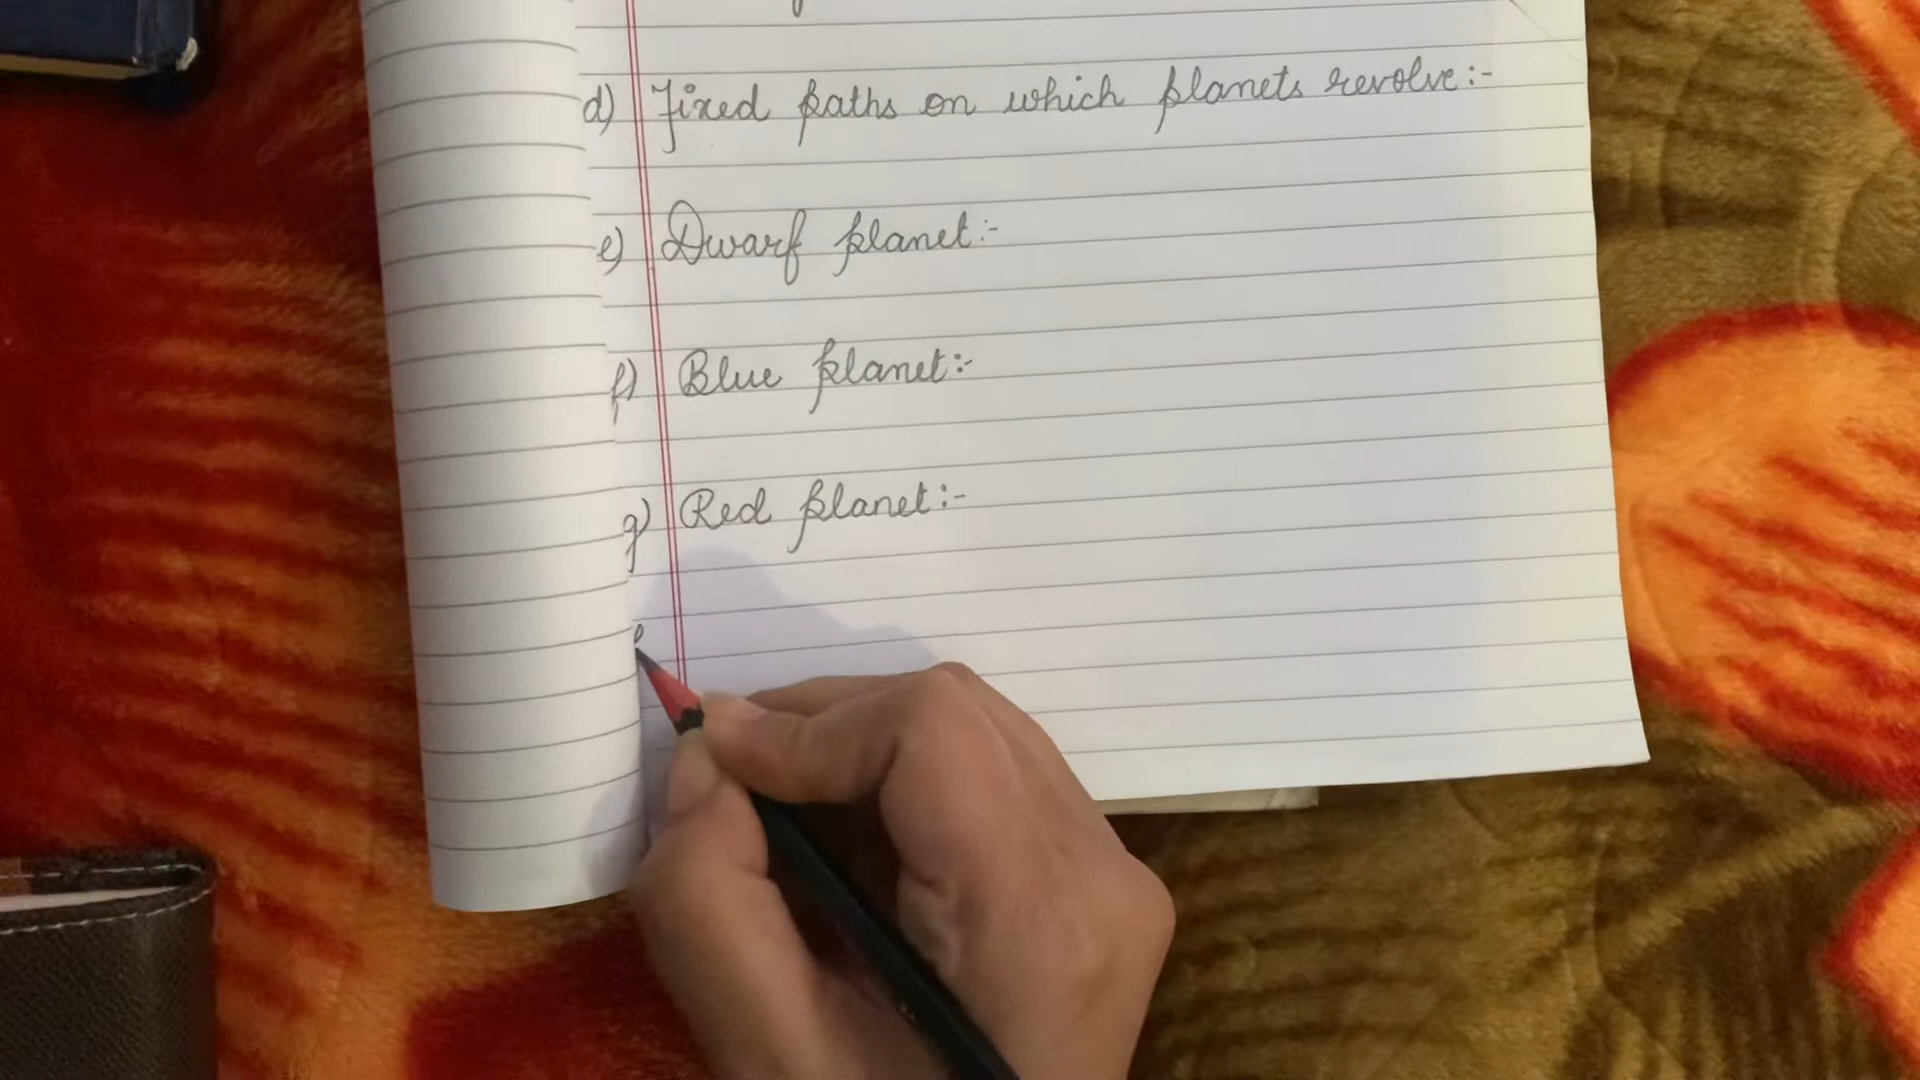 d) Fixed paths on which planets revolve:-
e) Dwarf planet:-
f) Blue planet:-
g) Red planet:-